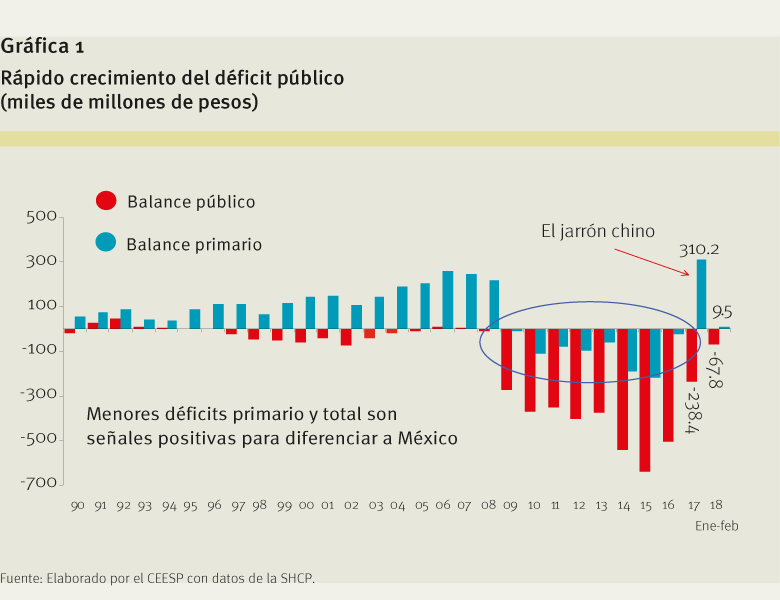 Gráfica 1
Rápido crecimiento del déficit público
(miles de millones de pesos)
Balance público
Balance primario
El jarrón chino
310.2
9.5
-67.8
-238.4
500
300
100
-100
-300
-500
-700
Menores déficits primario y total son
señales positivas para diferenciar a México
90 91 92 93 94 95 96 97 98 99 00 01 02 03 04 05 06 07 08 09 10 11 12 13 14 15 16 17 18
Ene-feb
Fuente: Elaborado por el CEESP con datos de la SHCP.